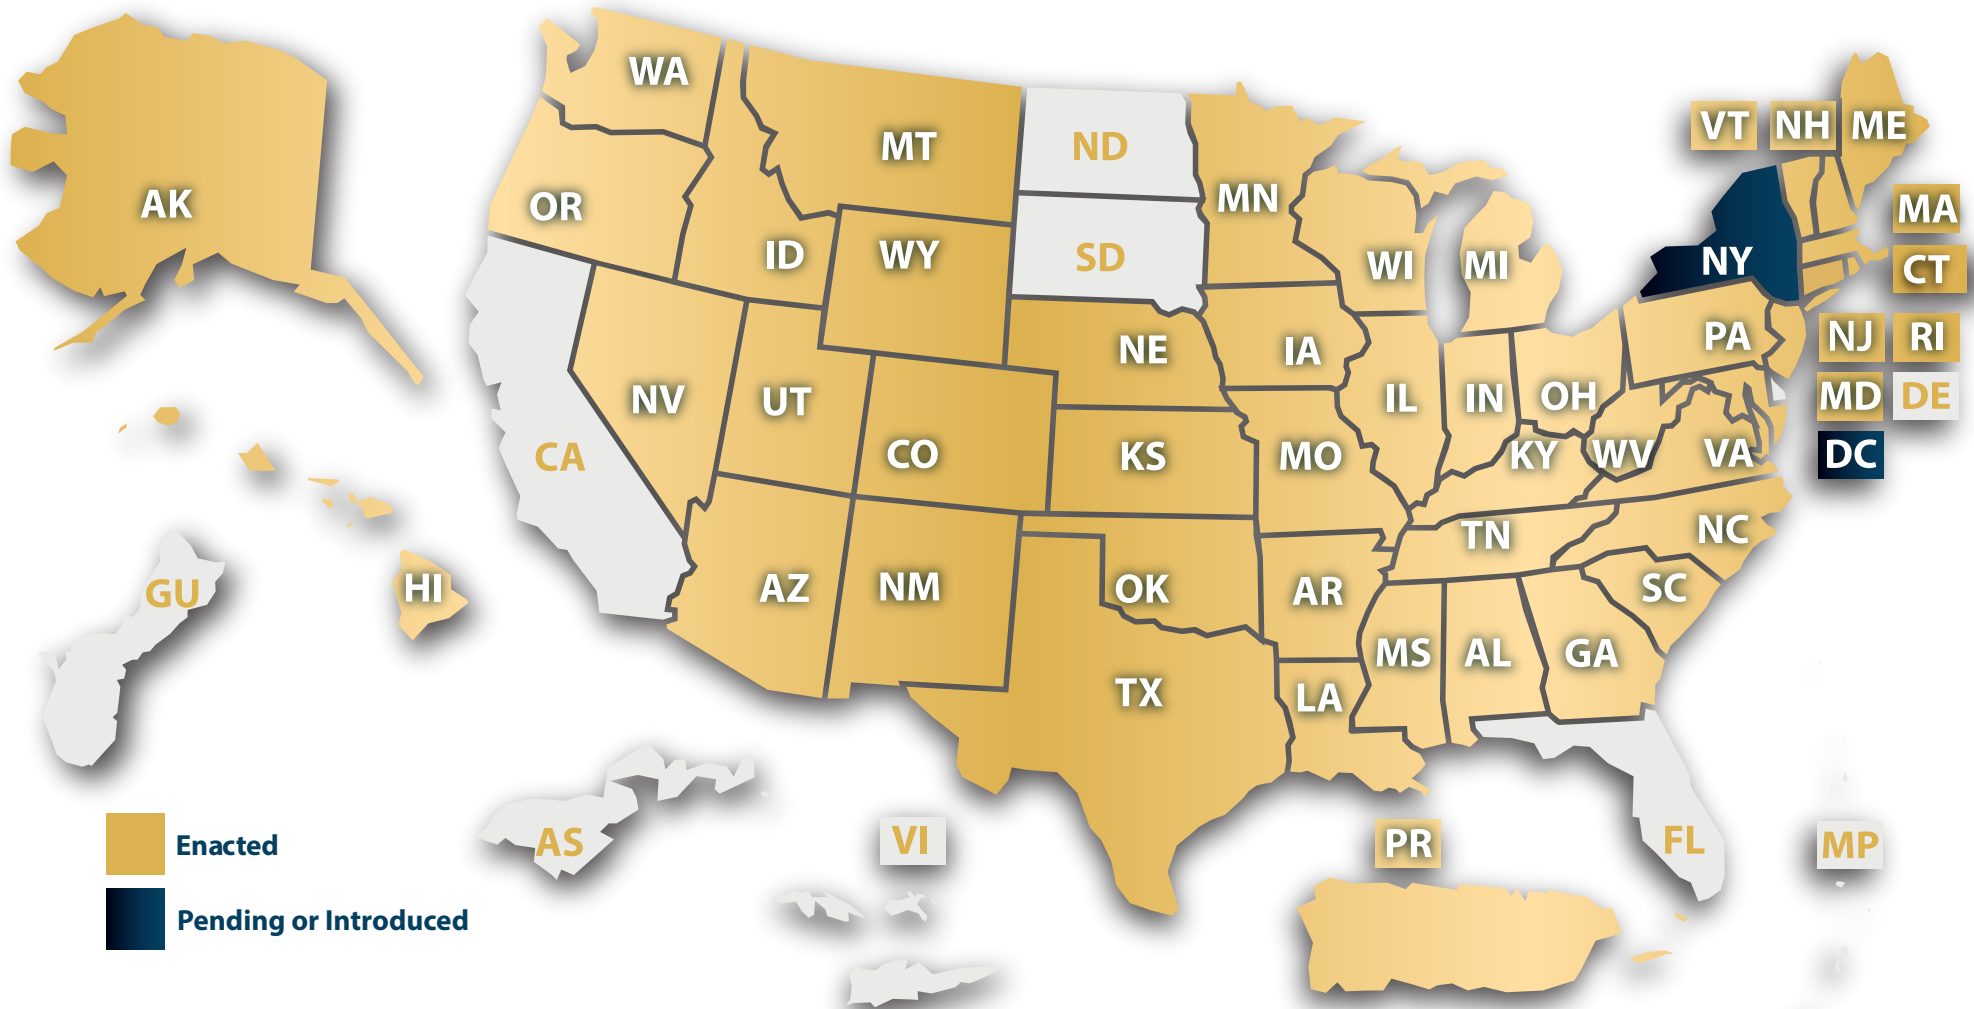 WA
VT NH ME
MT
ND
AK
MN
OR
MA
ID
WY
SD
WI
MI
NY
CT
NE
IA
PA
NJ
RI
NV
UT
IL
IN
OH
MD
DE
CA
CO
KS
MO
KY
WV
VA
DC
TN
NC
GU
HI
AZ
NM
OK
AR
SC
MS
AL
GA
TX
LA
AS
VI
PR
FL
MP
Enacted
Pending or Introduced